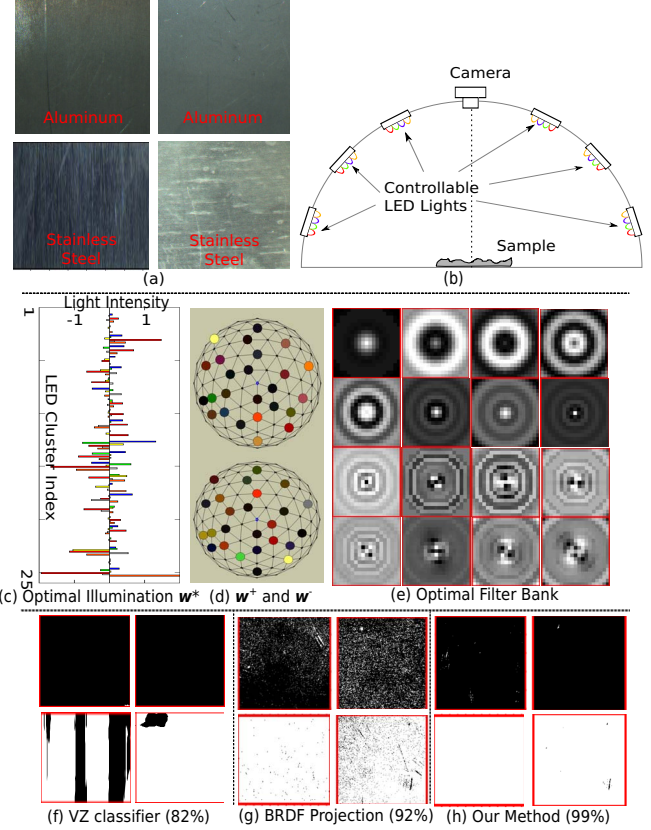 Aluminum
Aluminum
Stainless
Steel
Stainless
Steel
(a)
Camera
Controllable
LED Lights
Sample
(b)
Light Intensity
-1
1
1
LED Cluster Index
25
(c) Optimal Illumination w*
(d) w+ and w-
(e) Optimal Filter Bank
(f) VZ classifier (82%)
(g) BRDF Projection (92%)
(h) Our Method (99%)